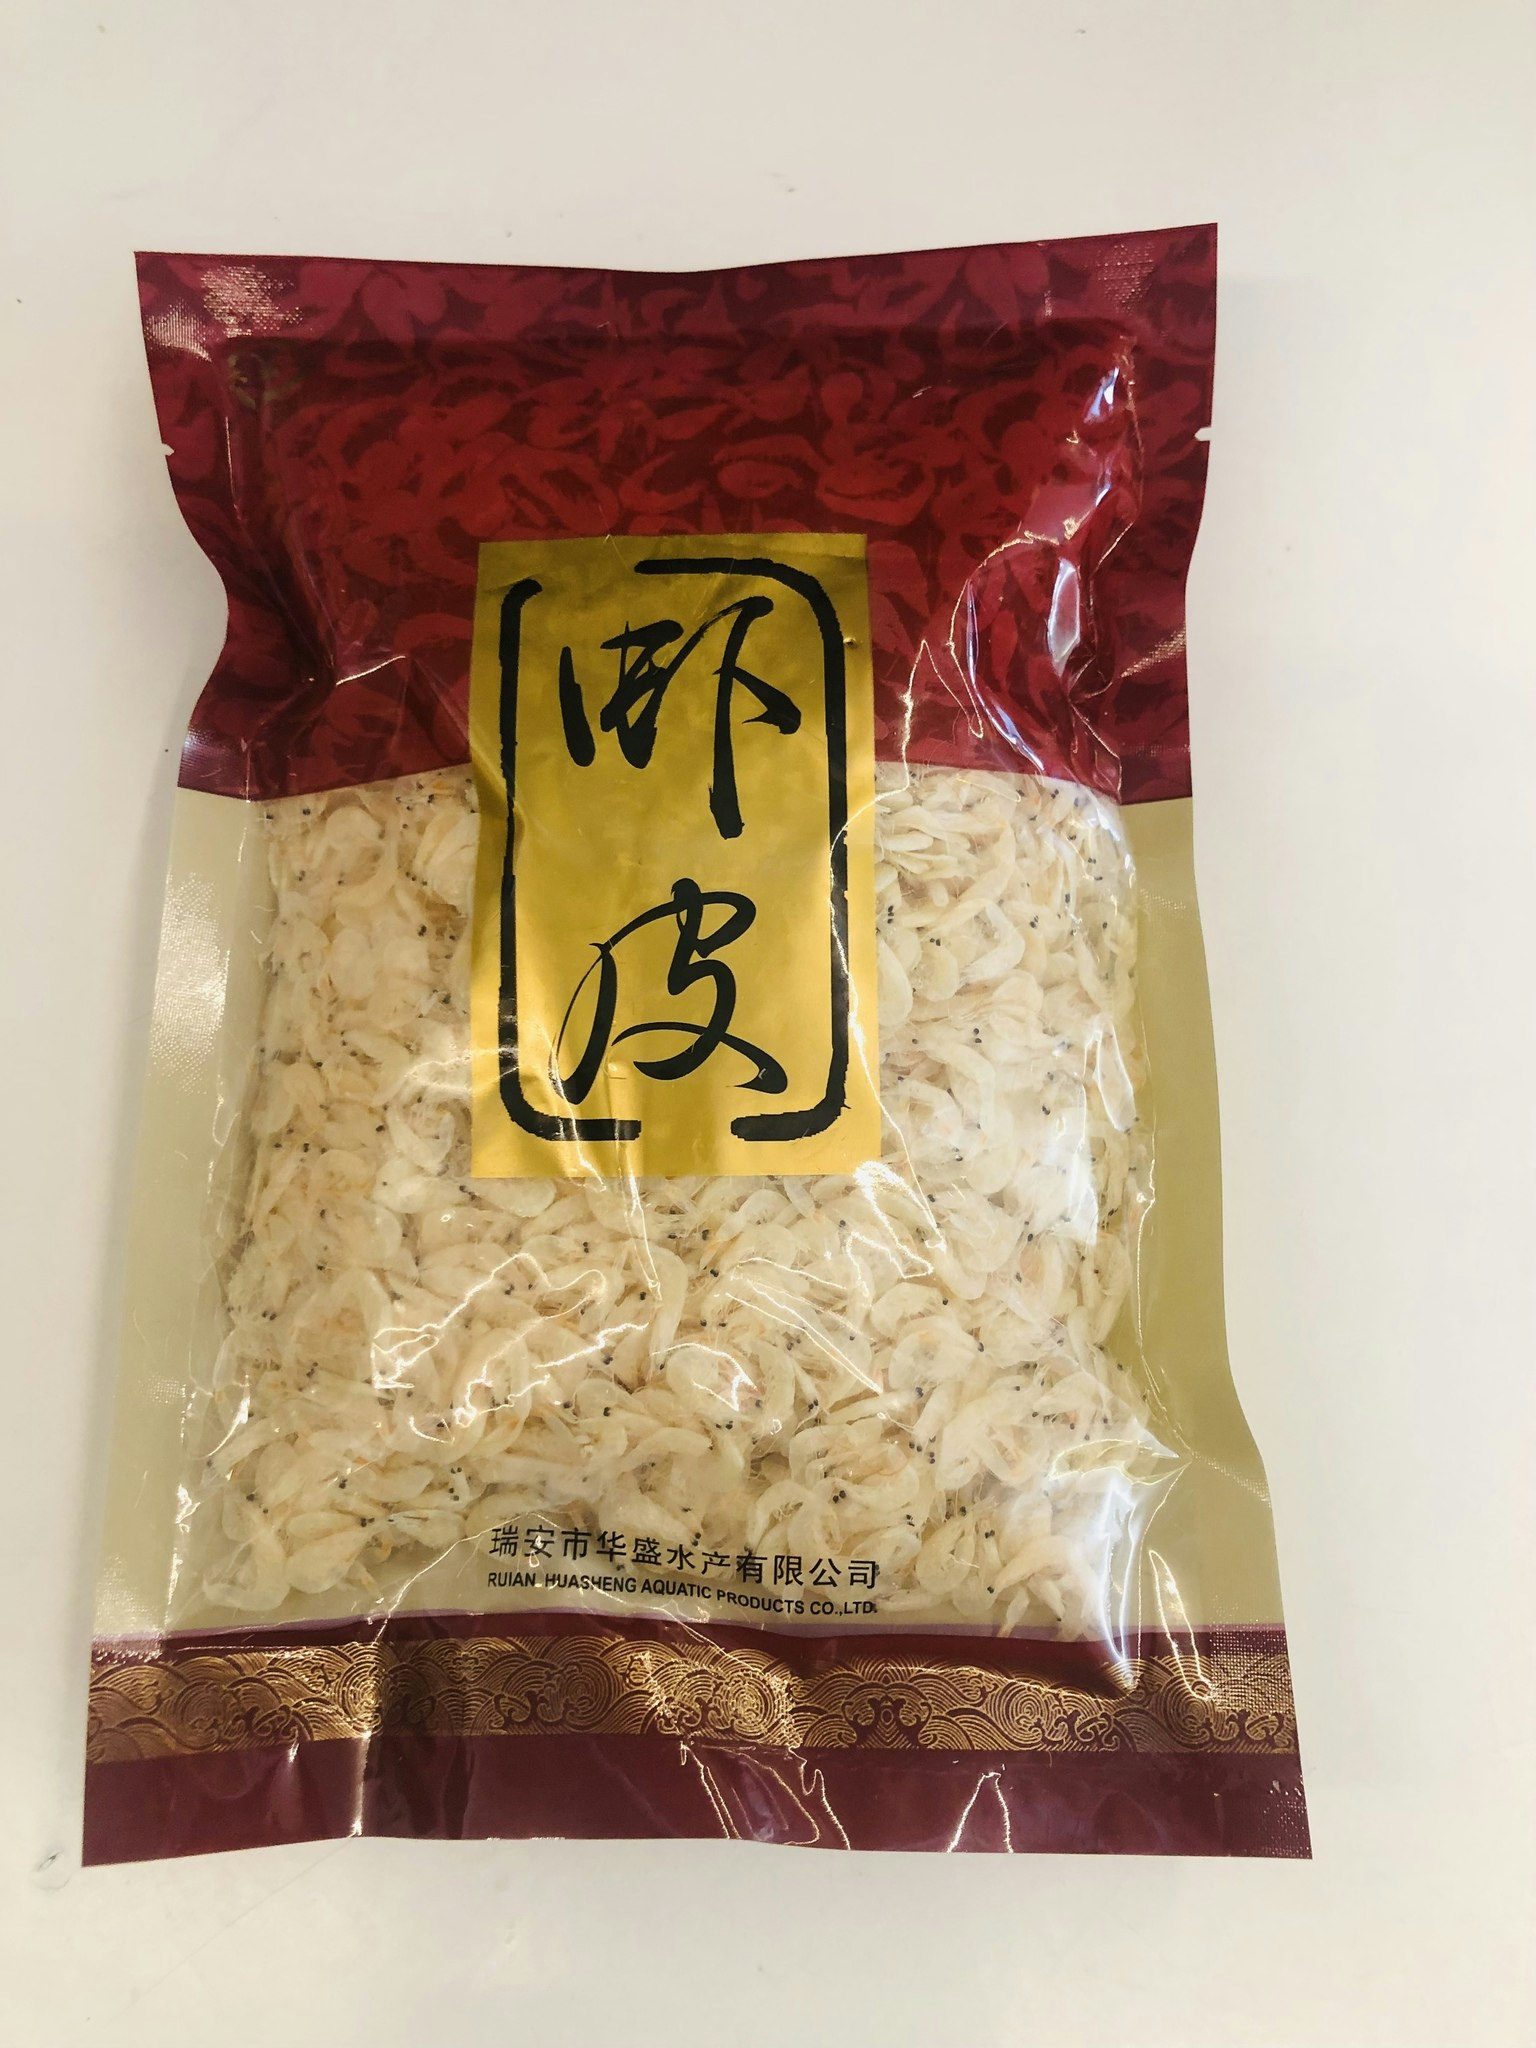 虾
皮
瑞安市华盛水产有限公司
RUIAN HUASHENG AQUATIC PRODUCTS CO.,LTD.